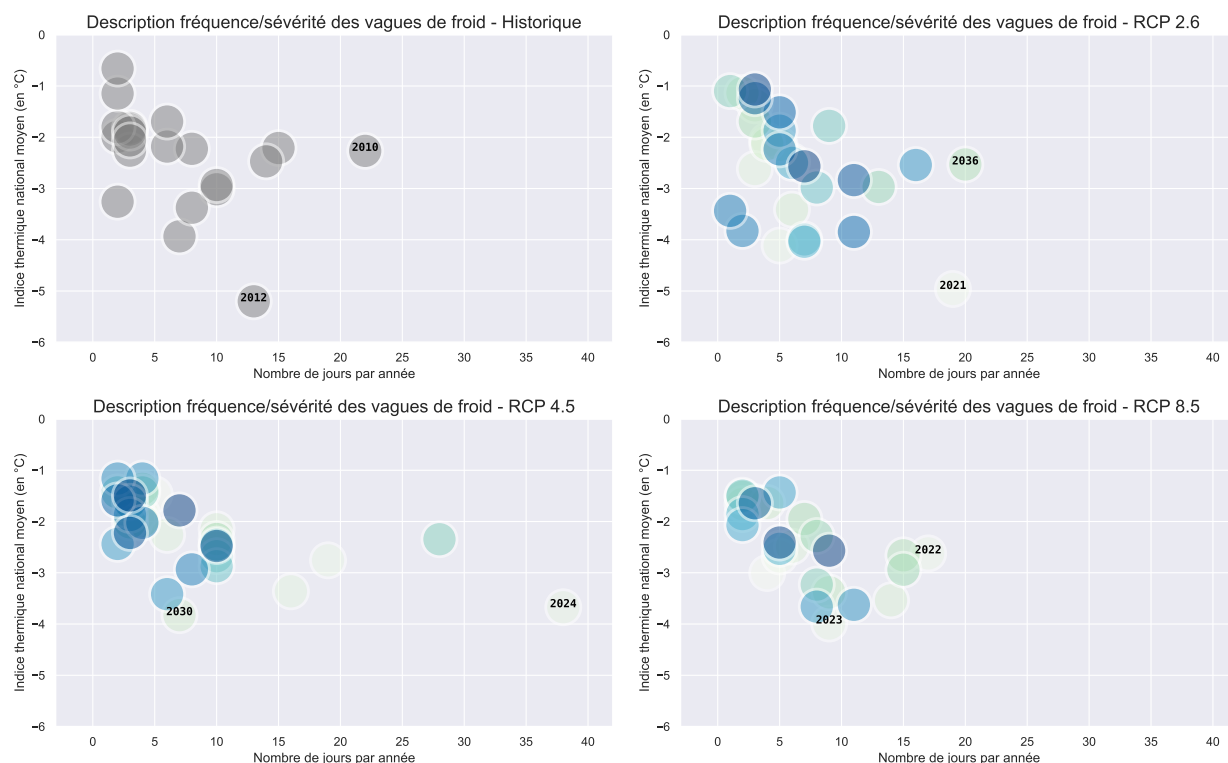 Description fréquence/sévérité des vagues de froid - Historique
Indice thermique national moyen (en °C)
0
−1
−2
−3
−4
−5
−6
2010
2012
0 5 10 15 20 25 30 35 40
Nombre de jours par année
Description fréquence/sévérité des vagues de froid - RCP 2.6
Indice thermique national moyen (en °C)
0
−1
−2
−3
−4
−5
−6
2036
2021
0 5 10 15 20 25 30 35 40
Nombre de jours par année
Description fréquence/sévérité des vagues de froid - RCP 4.5
Indice thermique national moyen (en °C)
0
−1
−2
−3
−4
−5
−6
2024
2030
0 5 10 15 20 25 30 35 40
Nombre de jours par année
Description fréquence/sévérité des vagues de froid - RCP 8.5
Indice thermique national moyen (en °C)
0
−1
−2
−3
−4
−5
−6
2022
2023
0 5 10 15 20 25 30 35 40
Nombre de jours par année